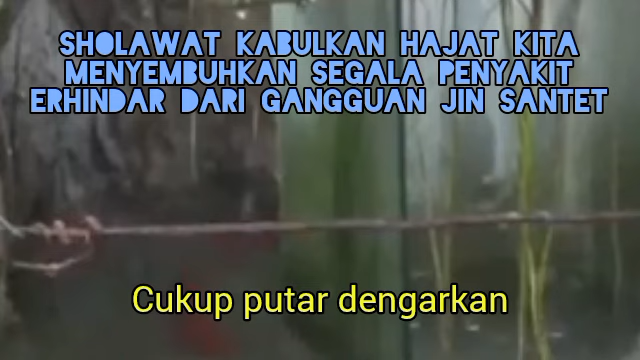 SHOLAWAT KABULKAN HAJAT KITA
MENYEMBUHKAN SEGALA PENYAKIT
ERHINDAR DARI GANGGUAN JIN SANTET
Cukup putar dengarkan